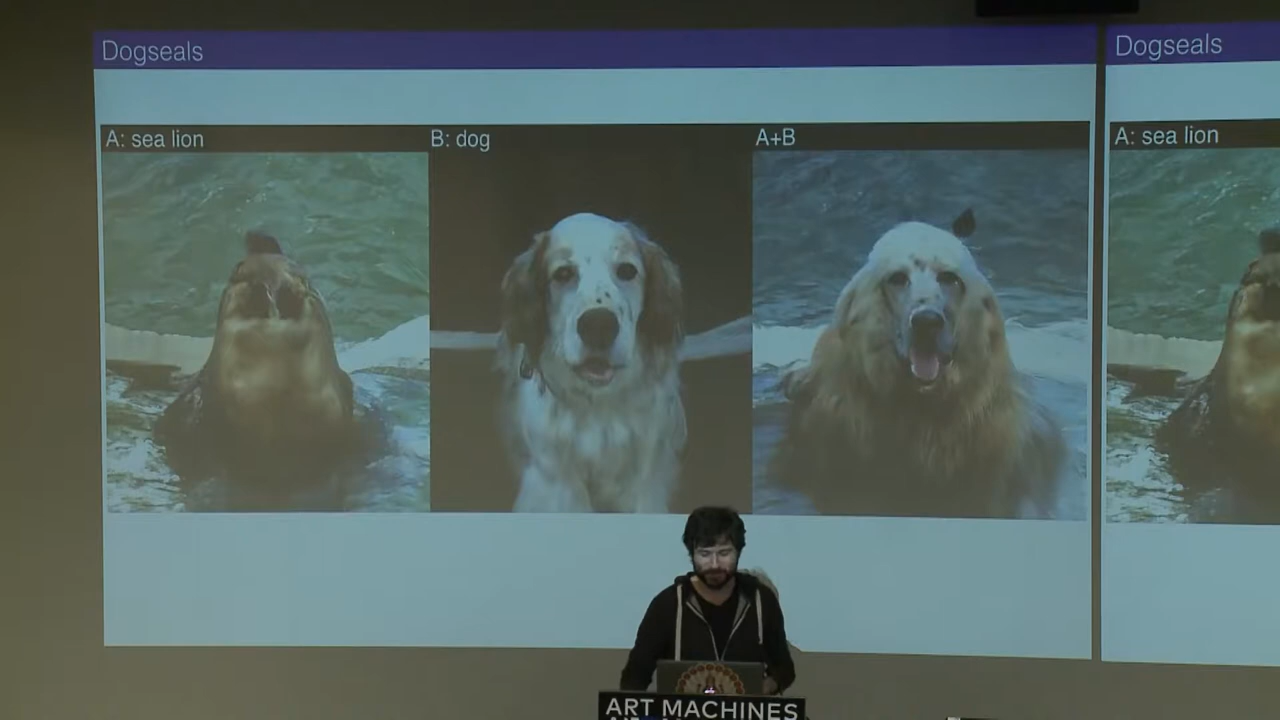 Dogseals
Dogseals
A: sea lion
B: dog
A+B
A: sea lion
ART MACHINES